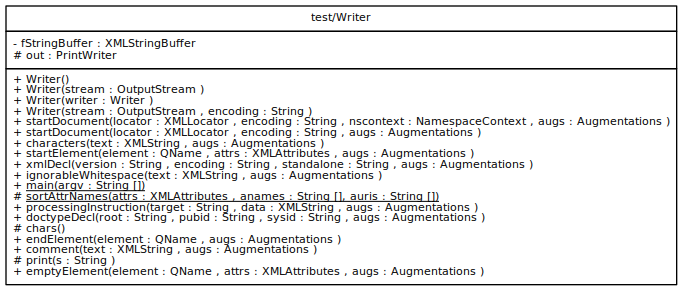 test/Writer
- fStringBuffer : XMLStringBuffer
# out : PrintWriter
+ Writer()
+ Writer(stream : OutputStream )
+ Writer(writer : Writer )
+ Writer(stream : OutputStream , encoding : String )
+ startDocument(locator : XMLLocator , encoding : String , nscontext : NamespaceContext , augs : Augmentations )
+ startDocument(locator : XMLLocator , encoding : String , augs : Augmentations )
+ characters(text : XMLString , augs : Augmentations )
+ startElement(element : QName , attrs : XMLAttributes , augs : Augmentations )
+ xmlDecl(version : String , encoding : String , standalone : String , augs : Augmentations )
+ ignorableWhitespace(text : XMLString , augs : Augmentations )
+ main(argv : String [])
# sortAttrNames(attrs : XMLAttributes , anames : String [], auris : String [])
+ processingInstruction(target : String , data : XMLString , augs : Augmentations )
+ doctypeDecl(root : String , pubid : String , sysid : String , augs : Augmentations )
# chars()
+ endElement(element : QName , augs : Augmentations )
+ comment(text : XMLString , augs : Augmentations )
# print(s : String )
+ emptyElement(element : QName , attrs : XMLAttributes , augs : Augmentations )